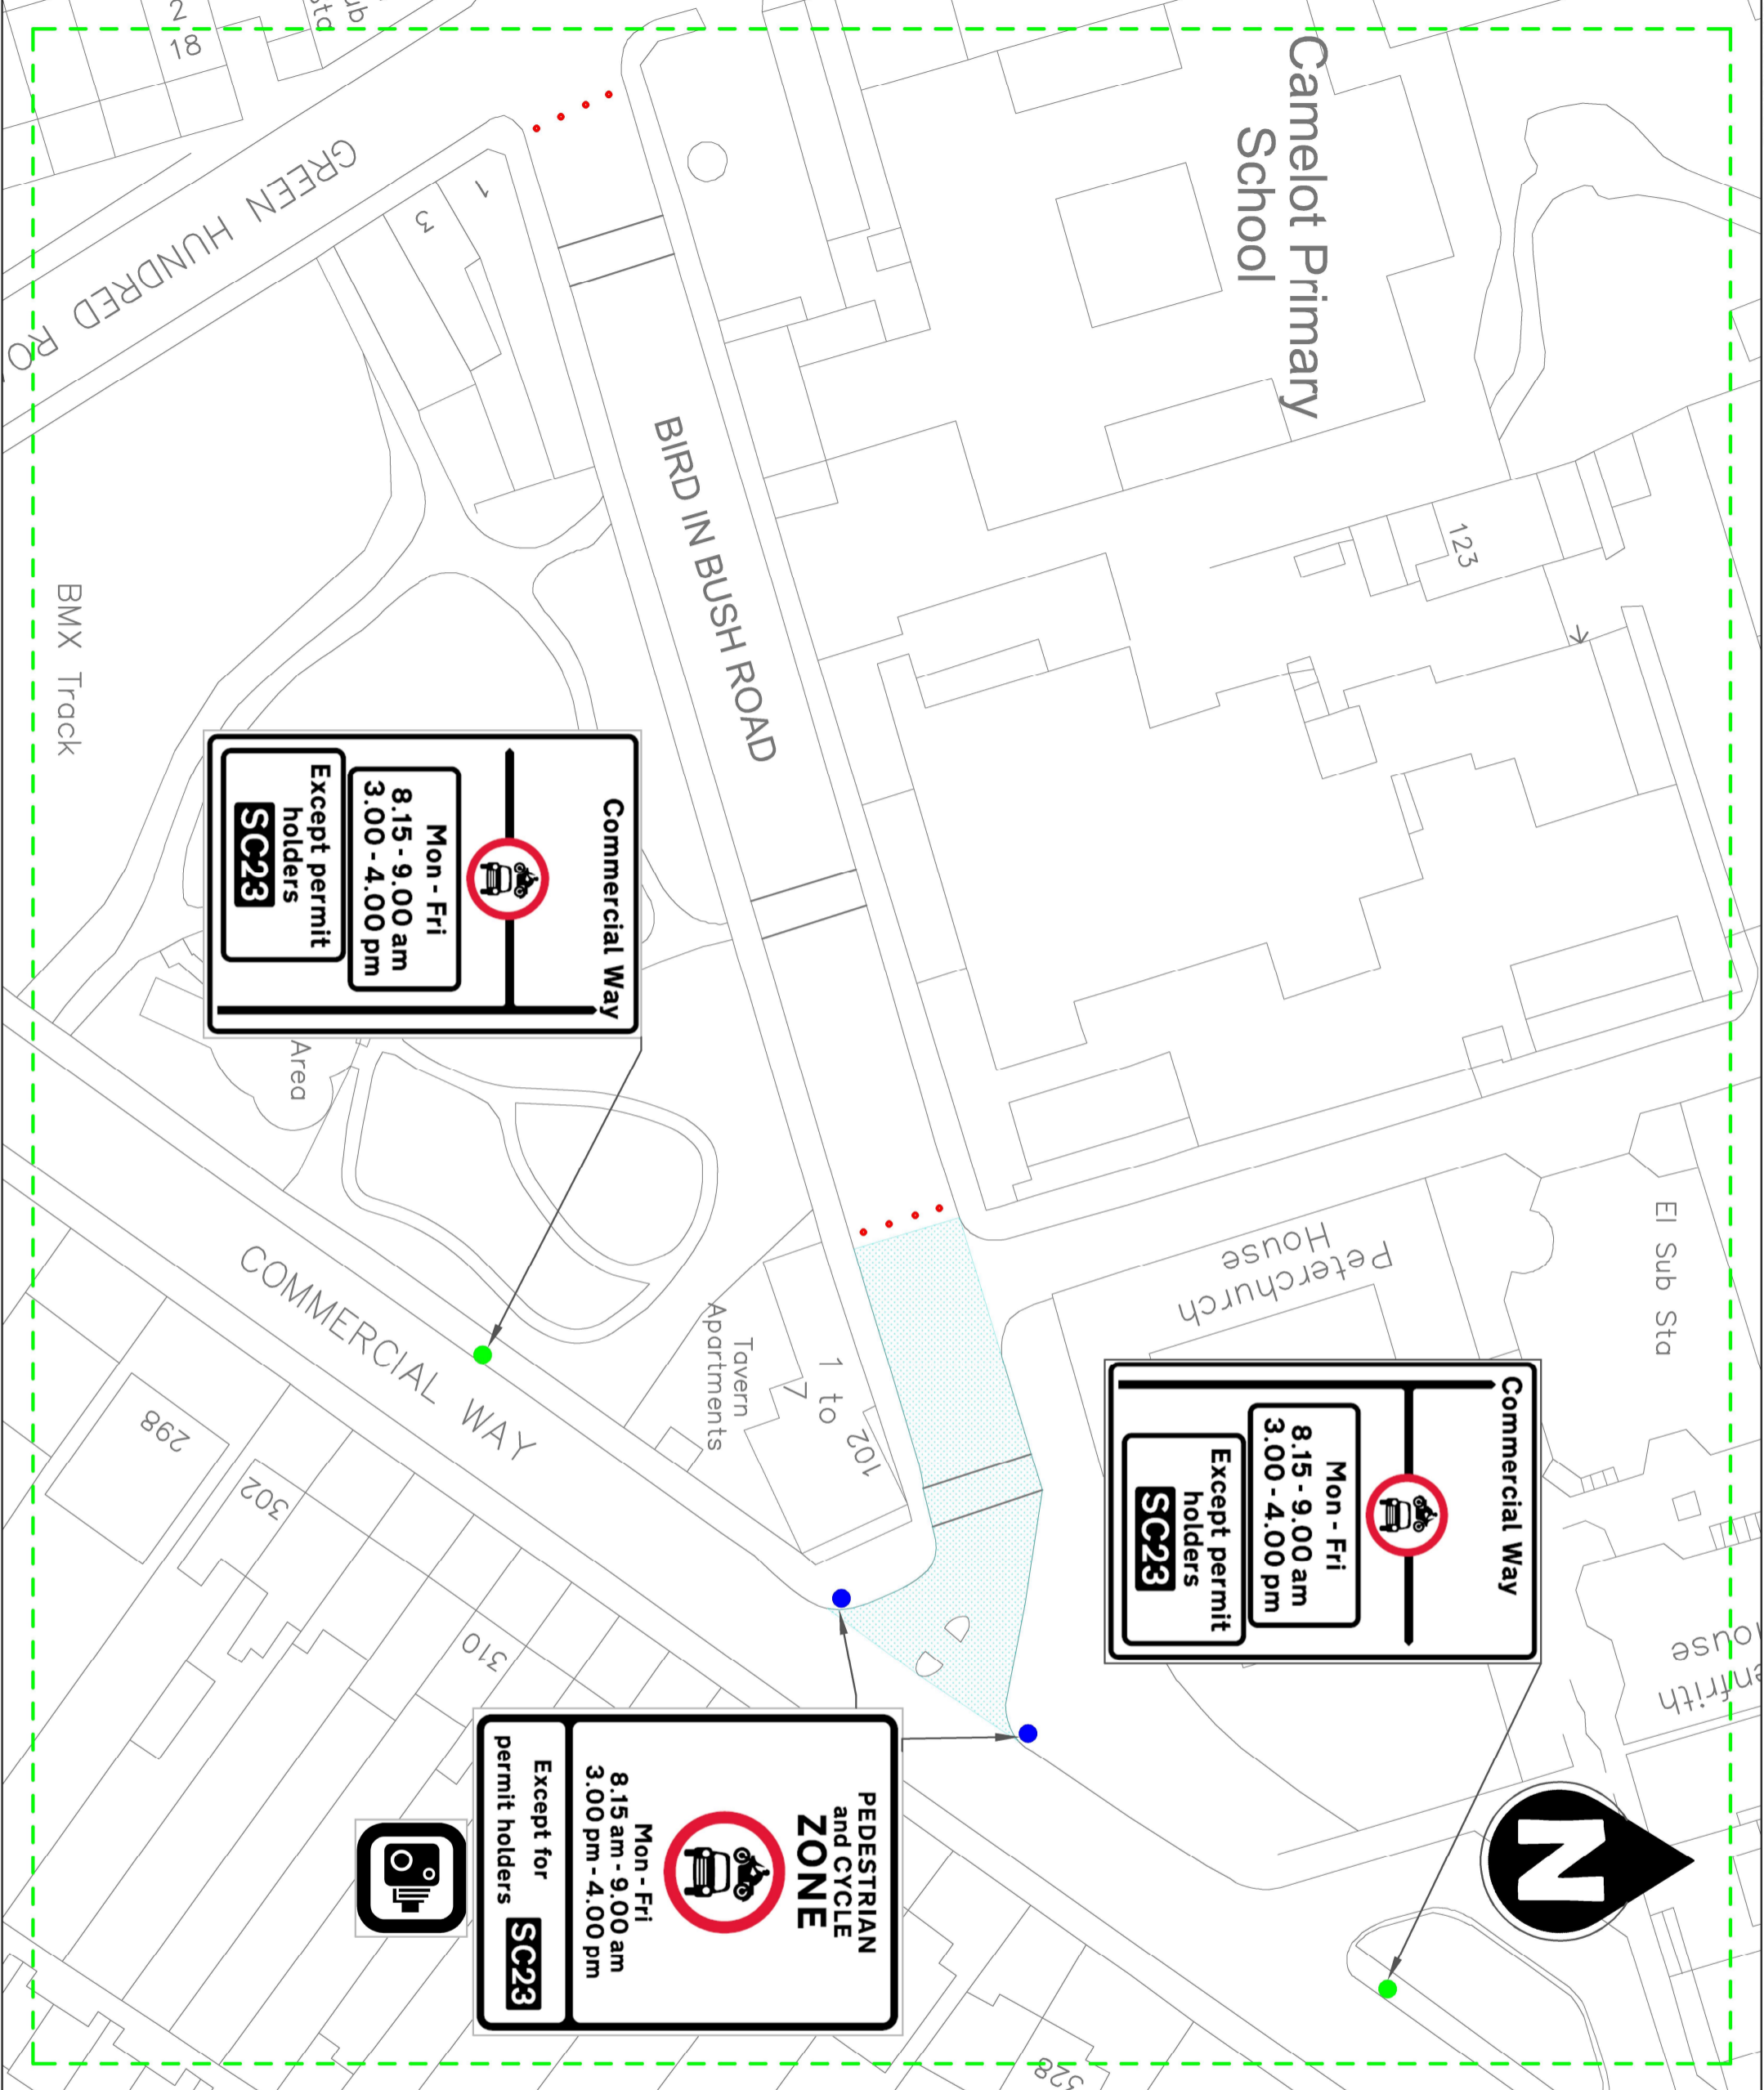 Camelot Primary
School
123
El Sub Sta
Peterchurch
House
2
18
GREEN HUNDRED RO
1
3
BIRD IN BUSH ROAD
BMX Track
Area
Commercial Way
Mon - Fri
8.15 - 9.00 am
3.00 - 4.00 pm
Except permit
holders
SC23
COMMERCIAL WAY
Tavern
Apartments
1 to
7
102
298
302
310
328
Commercial Way
Mon - Fri
8.15 - 9.00 am
3.00 - 4.00 pm
Except permit
holders
SC23
PEDESTRIAN
and CYCLE
ZONE
Mon - Fri
8.15 am - 9.00 am
3.00 pm - 4.00 pm
Except for
permit holders
SC23
N